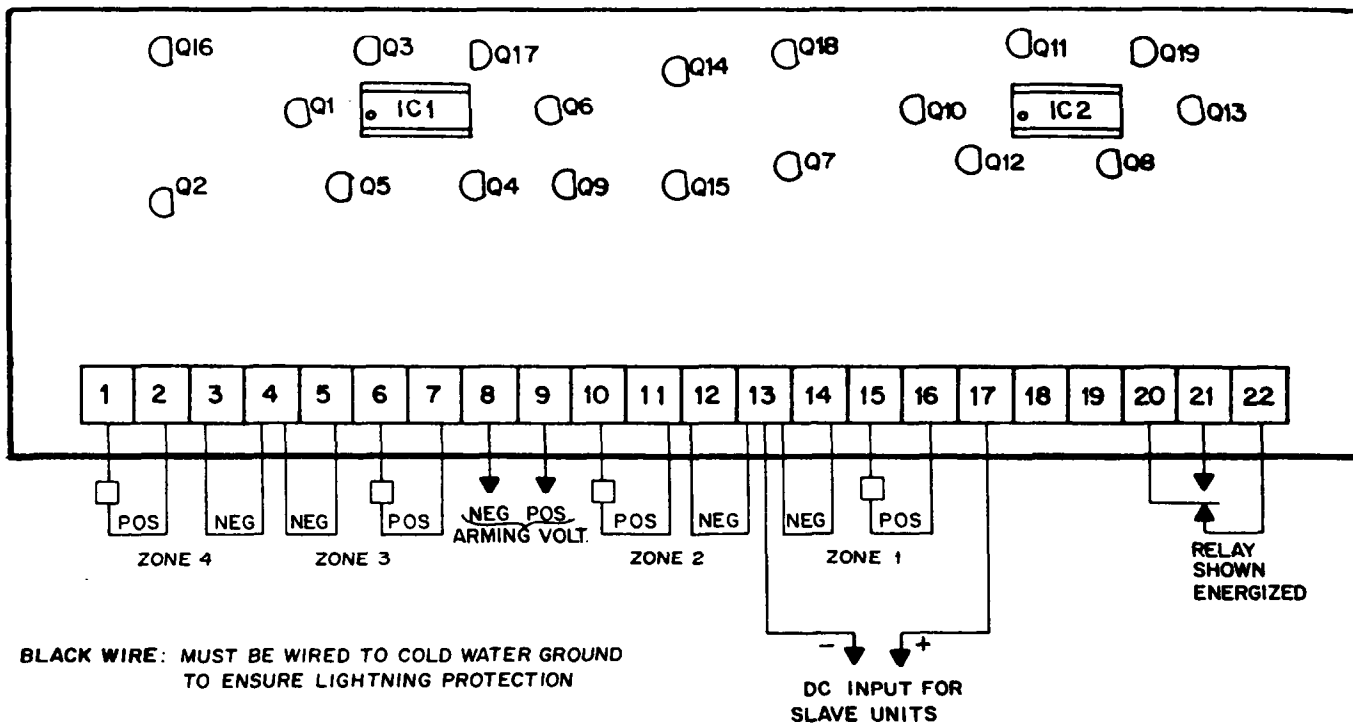 Q16 Q3 Q17 Q14 Q18 Q11 Q19
Q1 IC1 Q6 Q10 IC2 Q13
Q2 Q5 Q4 Q9 Q15 Q7 Q12 Q8
1 2 3 4 5 6 7 8 9 10 11 12 13 14 15 16 17 18 19 20 21 22
POS NEG NEG POS NEG POS POS NEG NEG POS
ARMING VOLT.
ZONE 4 ZONE 3 ZONE 2 ZONE 1
RELAY
SHOWN
ENERGIZED
BLACK WIRE: MUST BE WIRED TO COLD WATER GROUND
TO ENSURE LIGHTNING PROTECTION
- +
DC INPUT FOR
SLAVE UNITS